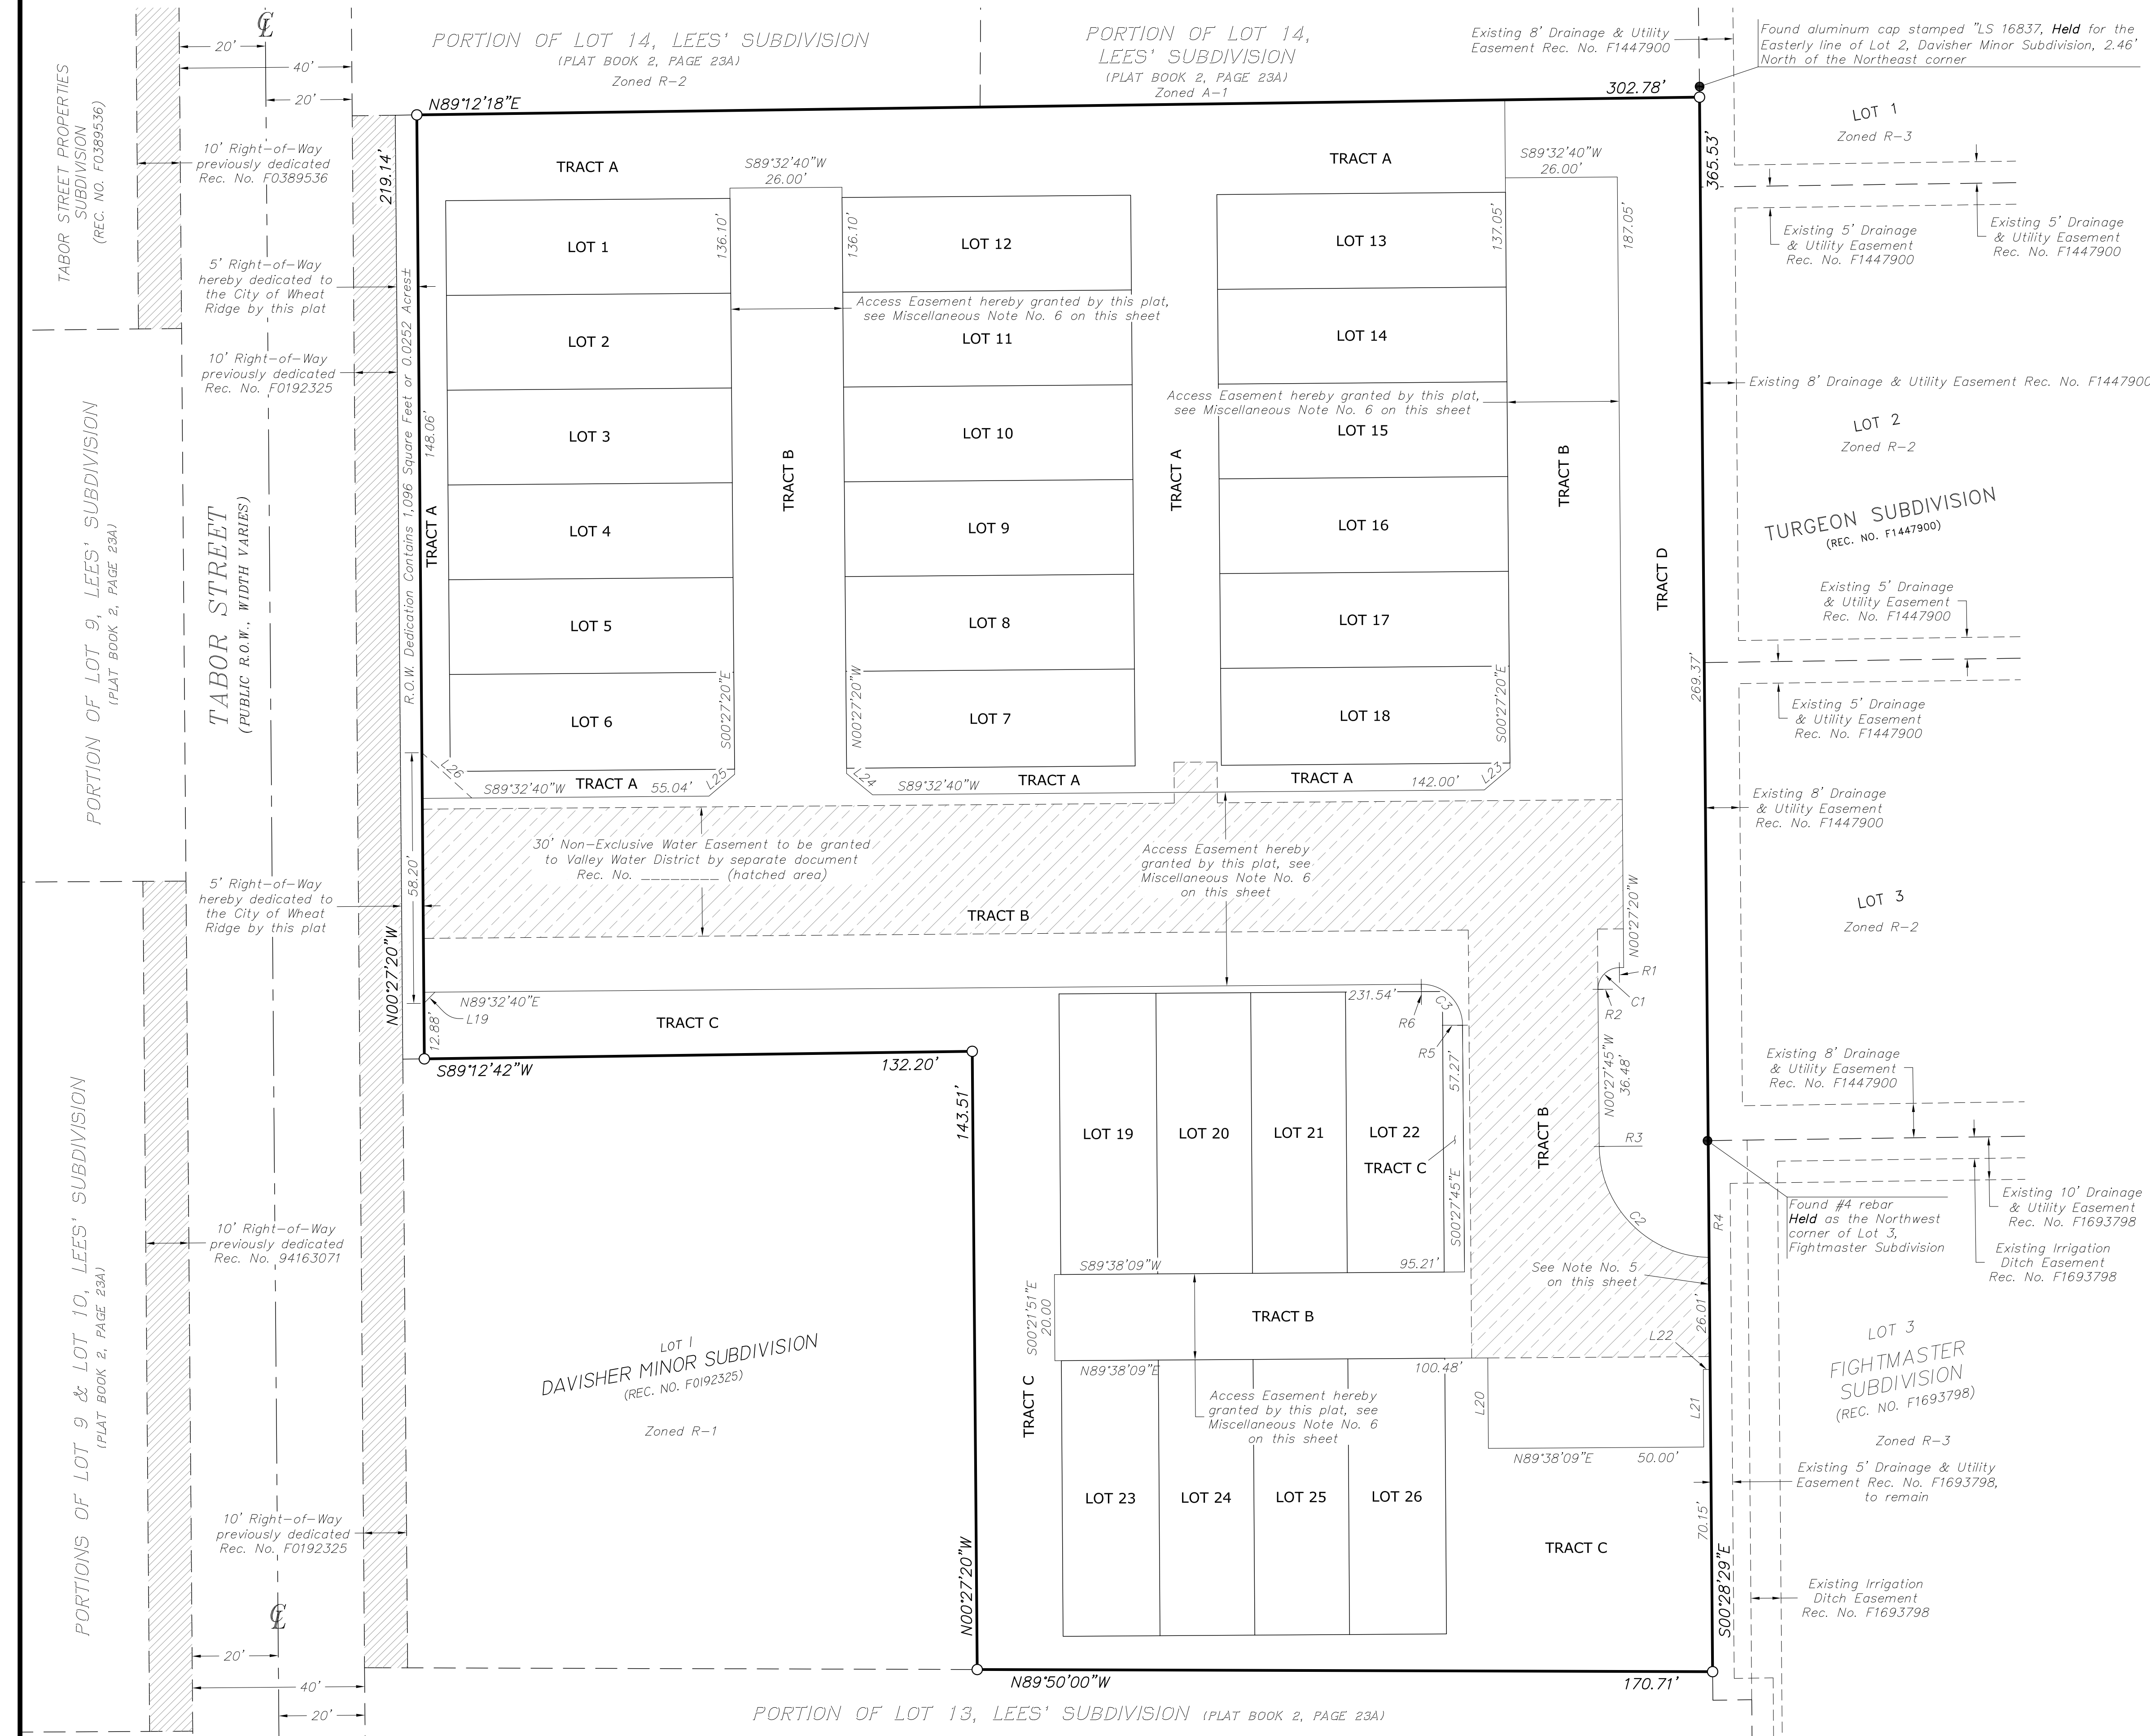 ℄
20'
40'
20'
PORTION OF LOT 14, LEES' SUBDIVISION
(PLAT BOOK 2, PAGE 23A)
Zoned R-2
PORTION OF LOT 14,
LEES' SUBDIVISION
(PLAT BOOK 2, PAGE 23A)
Zoned A-1
Existing 8' Drainage & Utility
Easement Rec. No. F1447900
Found aluminum cap stamped "LS 16837, Held for the
Easterly line of Lot 2, Davisher Minor Subdivision, 2.46'
North of the Northeast corner
TABOR STREET PROPERTIES
SUBDIVISION
(REC. NO. F0389536)
10' Right-of-Way
previously dedicated
Rec. No. F0389536
5' Right-of-Way
hereby dedicated to
the City of Wheat
Ridge by this plat
10' Right-of-Way
previously dedicated
Rec. No. F0192325
PORTION OF LOT 9, LEES' SUBDIVISION
(PLAT BOOK 2, PAGE 23A)
TABOR STREET
(PUBLIC R.O.W., WIDTH VARIES)
R.O.W. Dedication Contains 1,096 Square Feet or 0.0252 Acres±
N89°12'18"E
302.78'
219.14'
365.53'
TRACT A
TRACT A
S89°32'40"W
26.00'
S89°32'40"W
26.00'
136.10'
136.10'
137.05'
187.05'
LOT 1
LOT 12
LOT 13
Access Easement hereby granted by this plat,
see Miscellaneous Note No. 6 on this sheet
LOT 2
LOT 11
LOT 14
Access Easement hereby granted by this plat,
see Miscellaneous Note No. 6 on this sheet
148.06'
LOT 3
LOT 10
LOT 15
TRACT A
TRACT B
TRACT A
TRACT B
TRACT D
LOT 4
LOT 9
LOT 16
LOT 5
LOT 8
LOT 17
LOT 6
LOT 7
LOT 18
S00°27'20"E
N00°27'20"W
S00°27'20"E
269.37'
L26
L25
L24
L23
S89°32'40"W
TRACT A
55.04'
S89°32'40"W
TRACT A
TRACT A
142.00'
30' Non-Exclusive Water Easement to be granted
to Valley Water District by separate document
Rec. No. ________ (hatched area)
Access Easement hereby
granted by this plat, see
Miscellaneous Note No. 6
on this sheet
58.20'
5' Right-of-Way
hereby dedicated to
the City of Wheat
Ridge by this plat
TRACT B
N00°27'20"W
N00°27'20"W
N89°32'40"E
L19
12.88'
TRACT C
231.54'
C3
R6
R5
R1
C1
R2
S89°12'42"W
132.20'
143.51'
57.27'
N00°27'45"W
36.48'
LOT 19
LOT 20
LOT 21
LOT 22
TRACT C
TRACT B
R3
C2
R4
S00°27'45"E
S89°38'09"W
95.21'
See Note No. 5
on this sheet
S00°21'51"E
20.00
TRACT B
26.01'
L22
N89°38'09"E
100.48'
L20
L21
TRACT C
Access Easement hereby
granted by this plat, see
Miscellaneous Note No. 6
on this sheet
N89°38'09"E
50.00'
LOT 23
LOT 24
LOT 25
LOT 26
TRACT C
70.15'
S00°28'29"E
N00°27'20"W
N89°50'00"W
170.71'
LOT 1
DAVISHER MINOR SUBDIVISION
(REC. NO. F0192325)
Zoned R-1
PORTIONS OF LOT 9 & LOT 10, LEES' SUBDIVISION
(PLAT BOOK 2, PAGE 23A)
10' Right-of-Way
previously dedicated
Rec. No. 94163071
10' Right-of-Way
previously dedicated
Rec. No. F0192325
℄
20'
40'
20'
PORTION OF LOT 13, LEES' SUBDIVISION (PLAT BOOK 2, PAGE 23A)
LOT 1
Zoned R-3
Existing 5' Drainage
& Utility Easement
Rec. No. F1447900
Existing 5' Drainage
& Utility Easement
Rec. No. F1447900
Existing 8' Drainage & Utility Easement Rec. No. F1447900
LOT 2
Zoned R-2
TURGEON SUBDIVISION
(REC. NO. F1447900)
Existing 5' Drainage
& Utility Easement
Rec. No. F1447900
Existing 5' Drainage
& Utility Easement
Rec. No. F1447900
Existing 8' Drainage
& Utility Easement
Rec. No. F1447900
LOT 3
Zoned R-2
Existing 8' Drainage
& Utility Easement
Rec. No. F1447900
Found #4 rebar
Held as the Northwest
corner of Lot 3,
Fightmaster Subdivision
Existing 10' Drainage
& Utility Easement
Rec. No. F1693798
Existing Irrigation
Ditch Easement
Rec. No. F1693798
LOT 3
FIGHTMASTER
SUBDIVISION
(REC. NO. F1693798)
Zoned R-3
Existing 5' Drainage & Utility
Easement Rec. No. F1693798,
to remain
Existing Irrigation
Ditch Easement
Rec. No. F1693798